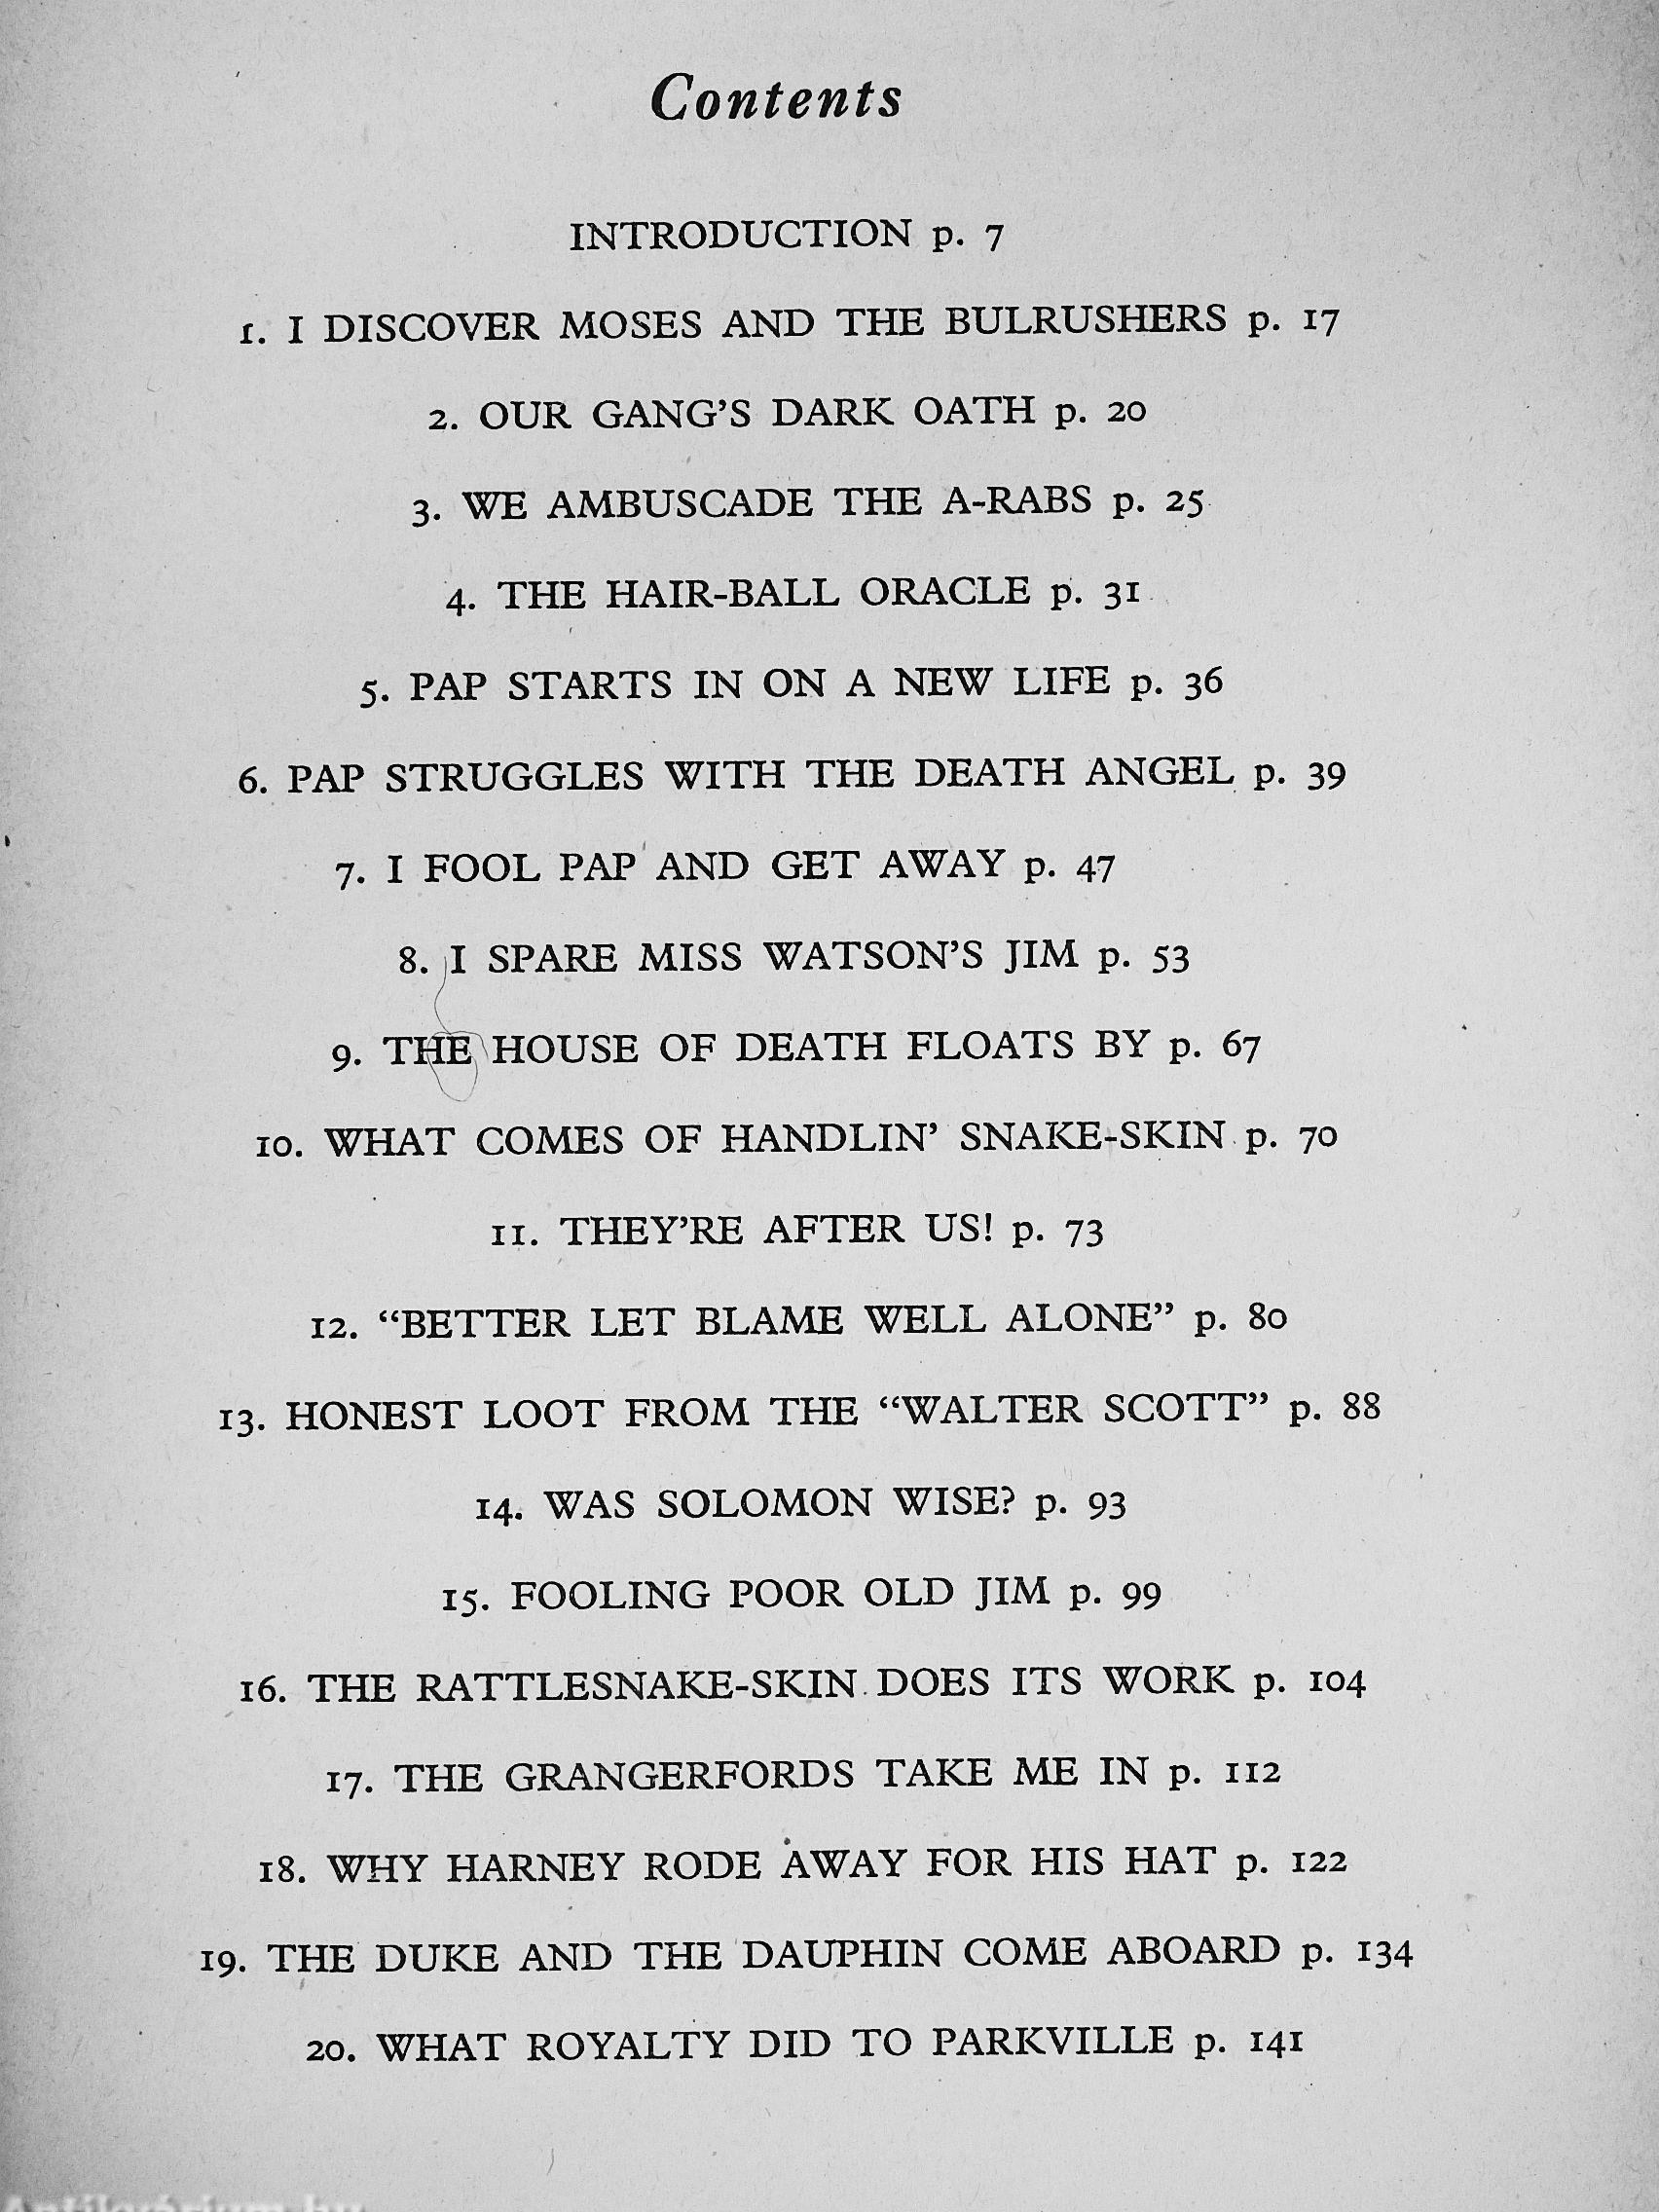 Contents
INTRODUCTION p. 7
1. I DISCOVER MOSES AND THE BULRUSHERS p. 17
2. OUR GANG’S DARK OATH p. 20
3. WE AMBUSCADE THE A-RABS p. 25
4. THE HAIR-BALL ORACLE p. 31
5. PAP STARTS IN ON A NEW LIFE p. 36
6. PAP STRUGGLES WITH THE DEATH ANGEL p. 39
7. I FOOL PAP AND GET AWAY p. 47
8. I SPARE MISS WATSON’S JIM p. 53
9. THE HOUSE OF DEATH FLOATS BY p. 67
10. WHAT COMES OF HANDLIN’ SNAKE-SKIN p. 70
11. THEY’RE AFTER US! p. 73
12. “BETTER LET BLAME WELL ALONE” p. 80
13. HONEST LOOT FROM THE “WALTER SCOTT” p. 88
14. WAS SOLOMON WISE? p. 93
15. FOOLING POOR OLD JIM p. 99
16. THE RATTLESNAKE-SKIN DOES ITS WORK p. 104
17. THE GRANGERFORDS TAKE ME IN p. 112
18. WHY HARNEY RODE AWAY FOR HIS HAT p. 122
19. THE DUKE AND THE DAUPHIN COME ABOARD p. 134
20. WHAT ROYALTY DID TO PARKVILLE p. 141